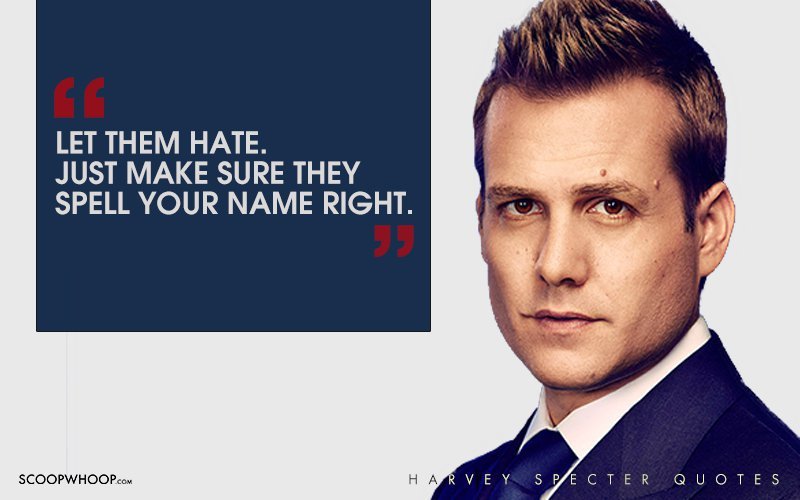 “
LET THEM HATE.
JUST MAKE SURE THEY
SPELL YOUR NAME RIGHT.
”
SCOOPWHOOP.COM
HARVEY SPECTER QUOTES